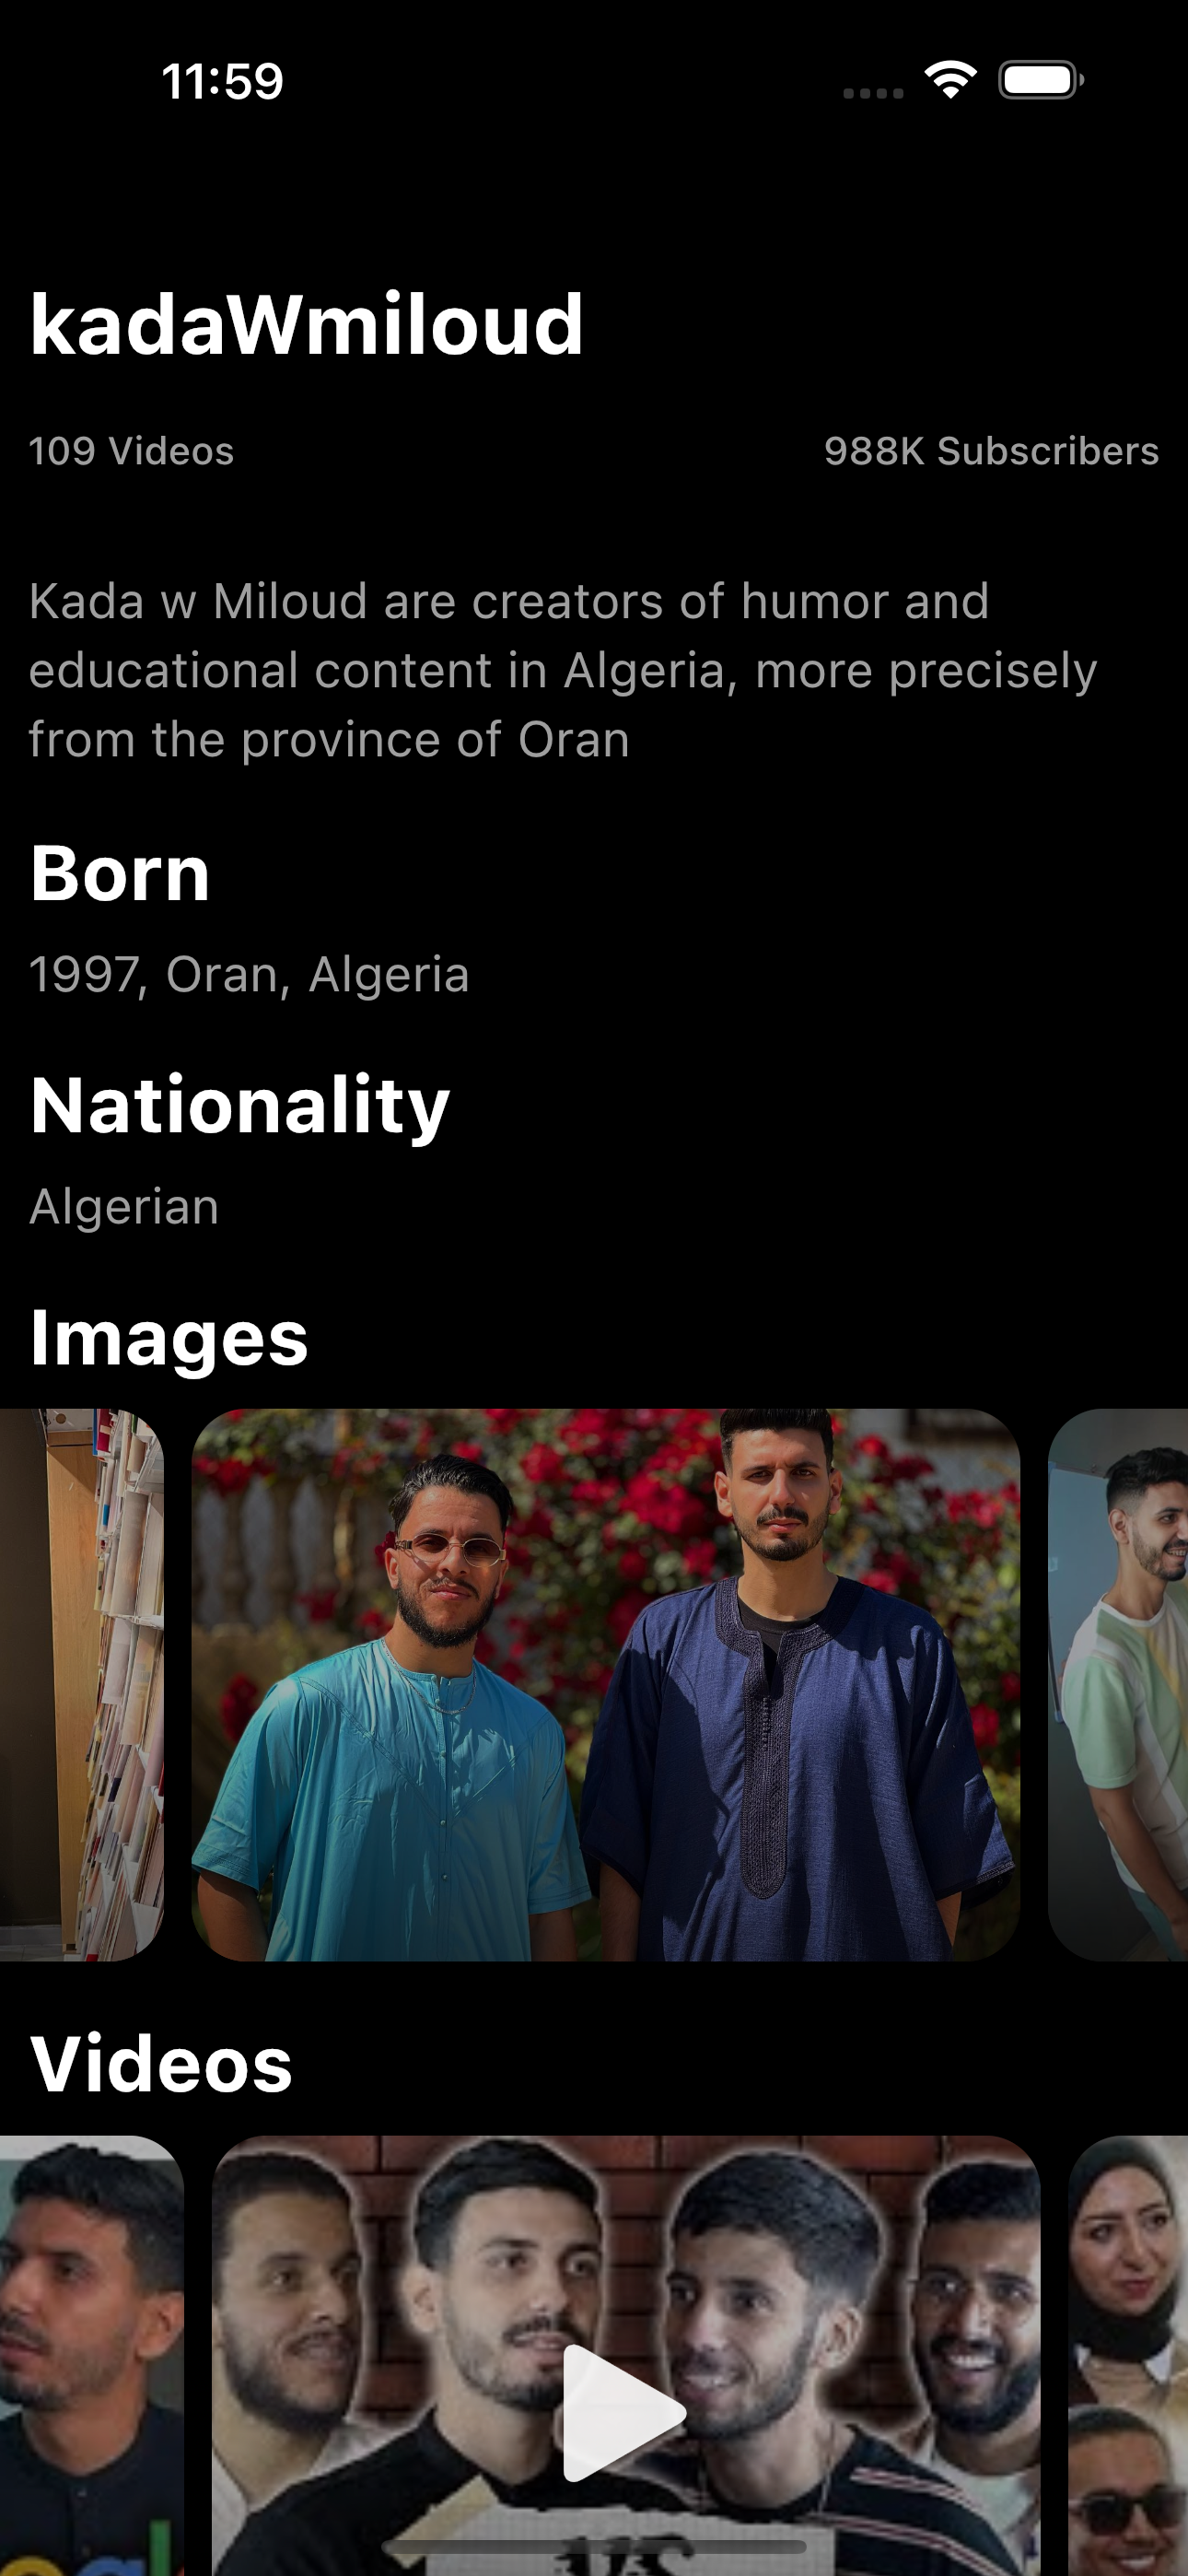 11:59
kadaWmiloud
109 Videos
988K Subscribers
Kada w Miloud are creators of humor and
educational content in Algeria, more precisely
from the province of Oran
Born
1997, Oran, Algeria
Nationality
Algerian
Images
Videos